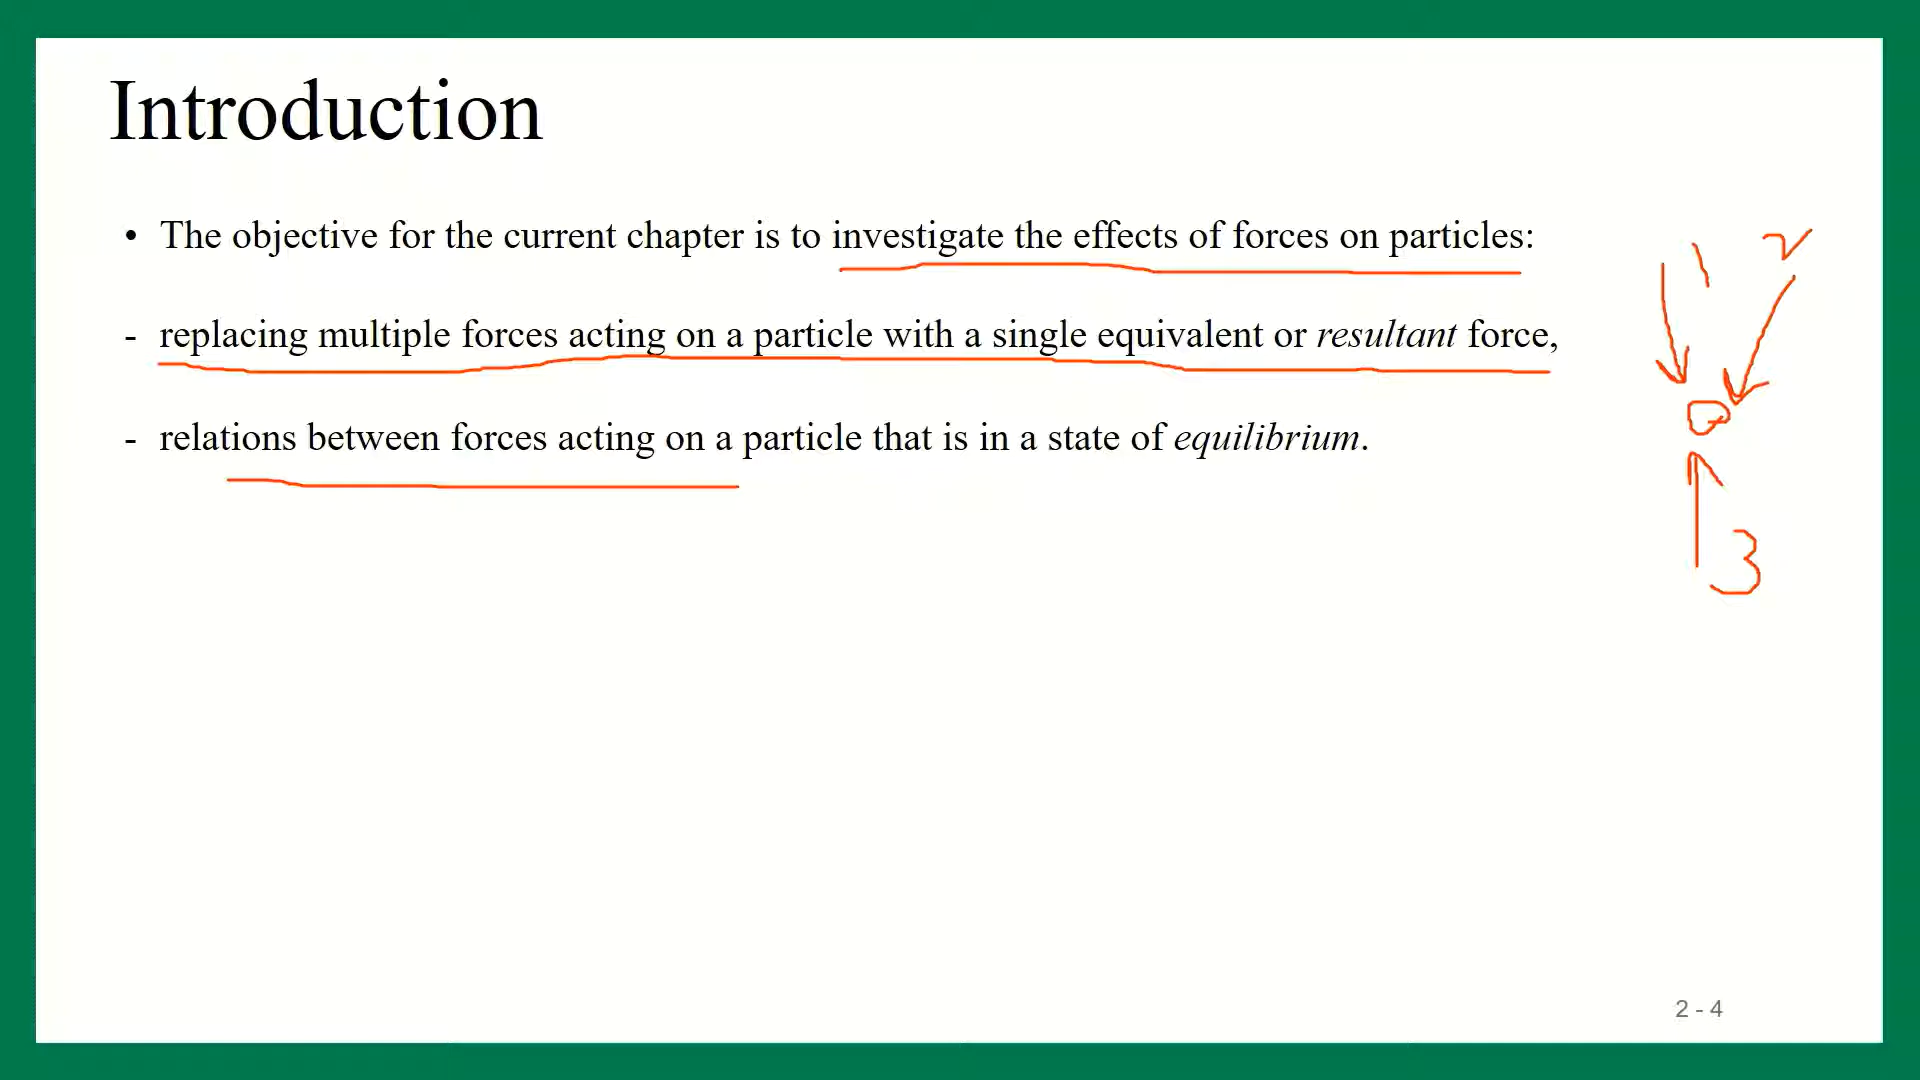 Introduction
• The objective for the current chapter is to investigate the effects of forces on particles:
- replacing multiple forces acting on a particle with a single equivalent or resultant force,
- relations between forces acting on a particle that is in a state of equilibrium.
1 2
3
2 - 4